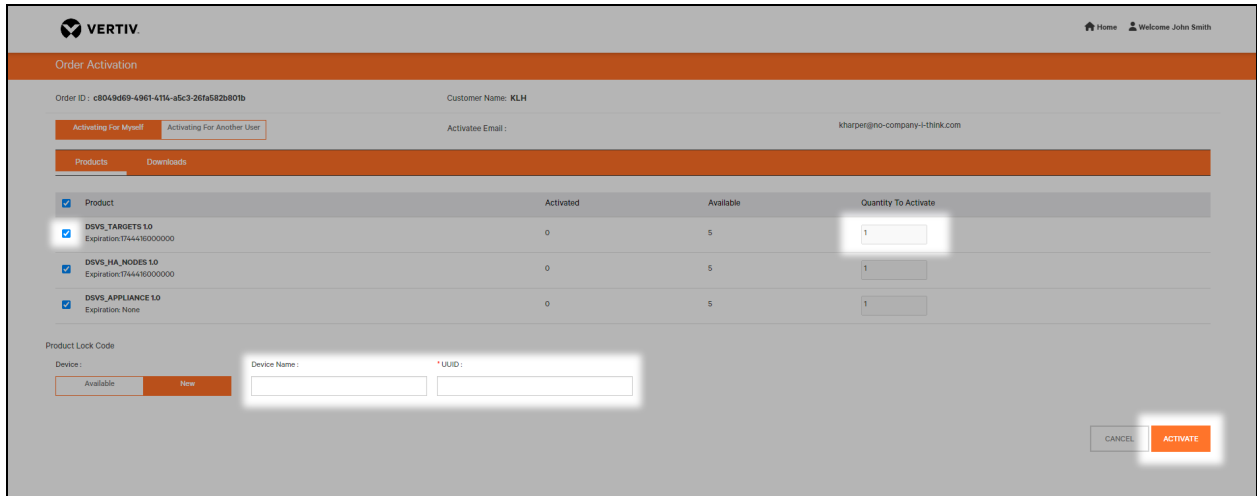 VERTIV.
Home Welcome John Smith
Order Activation
Order ID : c8049d69-4961-4114-a5c3-26fa582b801b Customer Name: KLH
Activating For Myself Activating For Another User Activatee Email : kharper@no-company-i-think.com
Products Downloads
Product Activated Available Quantity To Activate
DSVS_TARGETS 1.0
Expiration:1744416000000
0 5 1
DSVS_HA_NODES 1.0
Expiration:1744416000000
0 5 1
DSVS_APPLIANCE 1.0
Expiration: None
0 5 1
Product Lock Code
Device : Device Name : * UUID :
Available New
CANCEL ACTIVATE